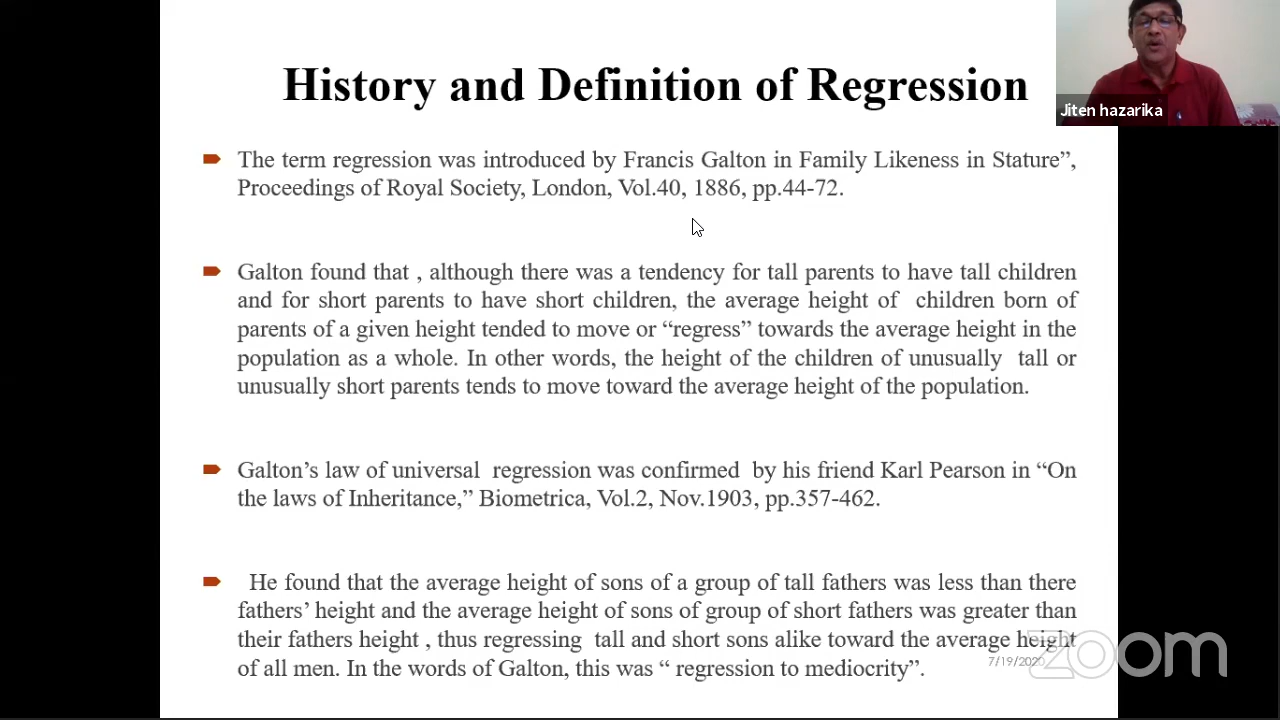 History and Definition of Regression
Jiten hazarika
The term regression was introduced by Francis Galton in Family Likeness in Stature”,
Proceedings of Royal Society, London, Vol.40, 1886, pp.44-72.
Galton found that , although there was a tendency for tall parents to have tall children
and for short parents to have short children, the average height of children born of
parents of a given height tended to move or “regress” towards the average height in the
population as a whole. In other words, the height of the children of unusually tall or
unusually short parents tends to move toward the average height of the population.
Galton’s law of universal regression was confirmed by his friend Karl Pearson in “On
the laws of Inheritance,” Biometrica, Vol.2, Nov.1903, pp.357-462.
He found that the average height of sons of a group of tall fathers was less than there
fathers’ height and the average height of sons of group of short fathers was greater than
their fathers height , thus regressing tall and short sons alike toward the average height
of all men. In the words of Galton, this was “ regression to mediocrity”.
7/19/2020
zoom